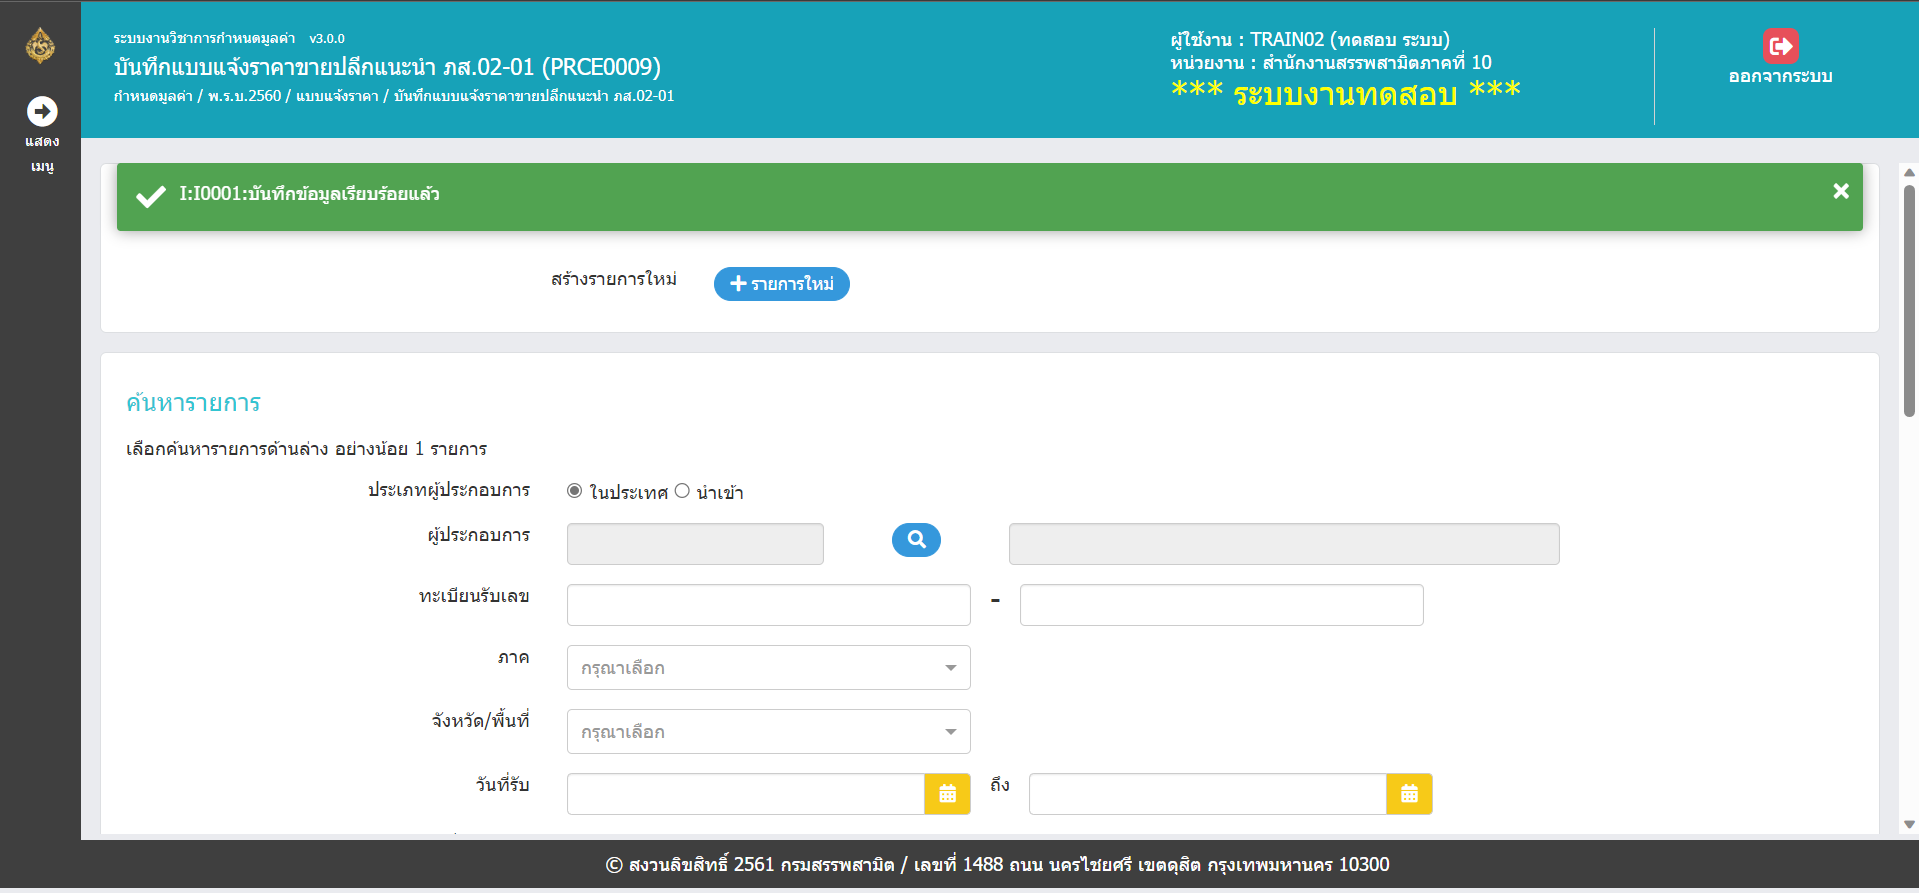 แสดง
เมนู
ระบบงานวิชาการกำหนดมูลค่า v3.0.0
บันทึกแบบแจ้งราคาขายปลีกแนะนำ ภส.02-01 (PRCE0009)
กำหนดมูลค่า / พ.ร.บ.2560 / แบบแจ้งราคา / บันทึกแบบแจ้งราคาขายปลีกแนะนำ ภส.02-01
ผู้ใช้งาน : TRAIN02 (ทดสอบ ระบบ)
หน่วยงาน : สำนักงานสรรพสามิตภาคที่ 10
*** ระบบงานทดสอบ ***
ออกจากระบบ
I:I0001:บันทึกข้อมูลเรียบร้อยแล้ว
สร้างรายการใหม่ รายการใหม่
ค้นหารายการ
เลือกค้นหารายการด้านล่าง อย่างน้อย 1 รายการ
ประเภทผู้ประกอบการ ในประเทศ นำเข้า
ผู้ประกอบการ
ทะเบียนรับเลข -
ภาค กรุณาเลือก
จังหวัด/พื้นที่ กรุณาเลือก
วันที่รับ ถึง
© สงวนลิขสิทธิ์ 2561 กรมสรรพสามิต / เลขที่ 1488 ถนน นครไชยศรี เขตดุสิต กรุงเทพมหานคร 10300